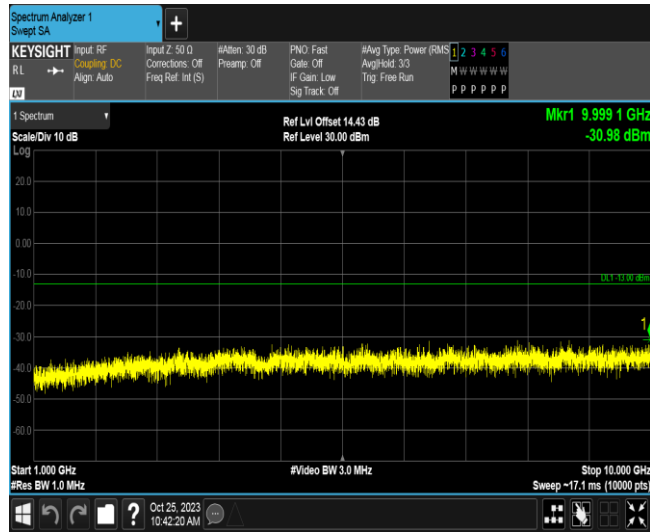 Spectrum Analyzer 1
Swept SA
KEYSIGHT
RL
LXI
Input: RF
Coupling: DC
Align: Auto
Input Z: 50 Ω
Corrections: Off
Freq Ref: Int (S)
#Atten: 30 dB
Preamp: Off
PNO: Fast
Gate: Off
IF Gain: Low
Sig Track: Off
#Avg Type: Power (RMS
Avg|Hold: 3/3
Trig: Free Run
1 2 3 4 5 6
M W W W W W
P P P P P P
1 Spectrum
Scale/Div 10 dB
Log
Ref Lvl Offset 14.43 dB
Ref Level 30.00 dBm
Mkr1 9.999 1 GHz
-30.98 dBm
20.0
10.0
0.00
-10.0
DL1 -13.00 dBm
-20.0
1
-30.0
-40.0
-50.0
-60.0
Start 1.000 GHz
#Res BW 1.0 MHz
#Video BW 3.0 MHz
Stop 10.000 GHz
Sweep ~17.1 ms (10000 pts)
?
Oct 25, 2023
10:42:20 AM